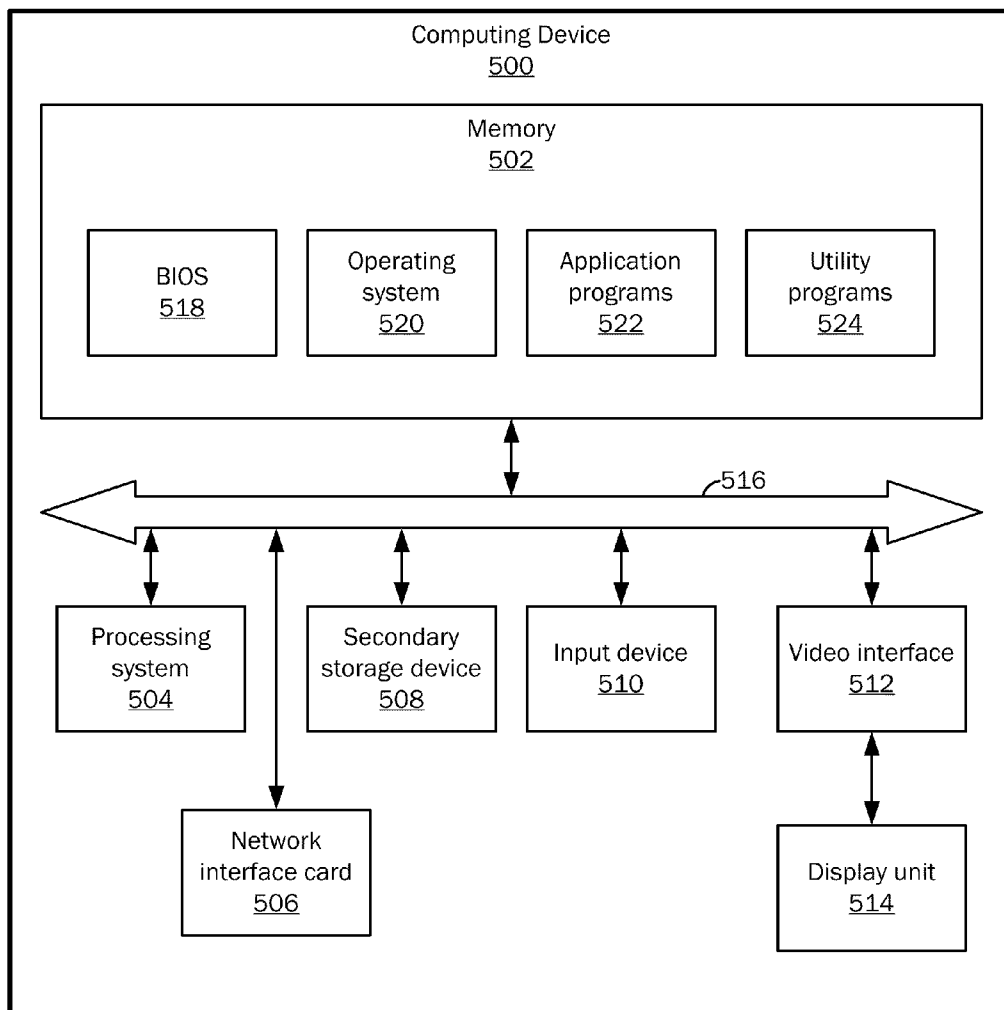 Computing Device
500
Memory
502
BIOS
518
Operating
system
520
Application
programs
522
Utility
programs
524
516
Processing
system
504
Secondary
storage device
508
Input device
510
Video interface
512
Network
interface card
506
Display unit
514